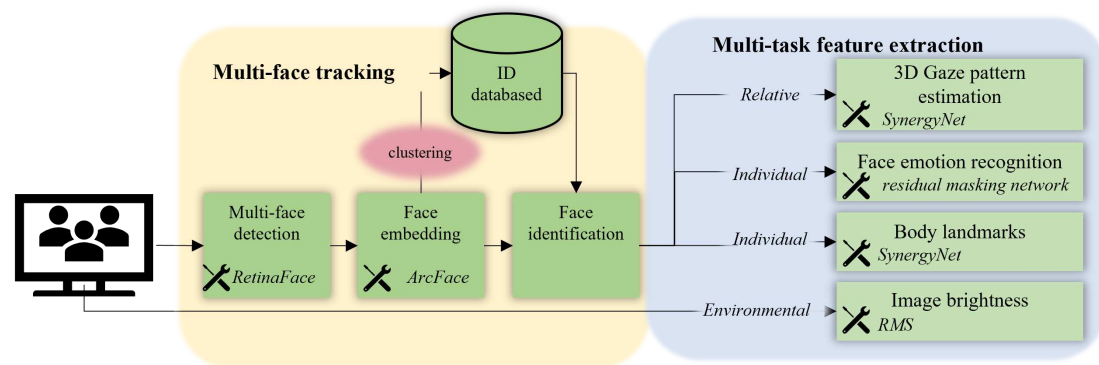 Multi-face tracking
ID
databased
clustering
Multi-face
detection
RetinaFace
Face
embedding
ArcFace
Face
identification
Multi-task feature extraction
Relative
3D Gaze pattern
estimation
SynergyNet
Individual
Face emotion recognition
residual masking network
Individual
Body landmarks
SynergyNet
Environmental
Image brightness
RMS